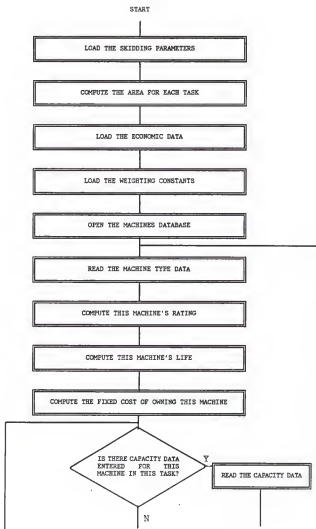 START
LOAD THE SKIDDING PARAMETERS
COMPUTE THE AREA FOR EACH TASK
LOAD THE ECONOMIC DATA
LOAD THE WEIGHTING CONSTANTS
OPEN THE MACHINES DATABASE
READ THE MACHINE TYPE DATA
COMPUTE THIS MACHINE'S RATING
COMPUTE THIS MACHINE'S LIFE
COMPUTE THE FIXED COST OF OWNING THIS MACHINE
IS THERE CAPACITY DATA
ENTERED FOR THIS
MACHINE IN THIS TASK?
Y
READ THE CAPACITY DATA
N